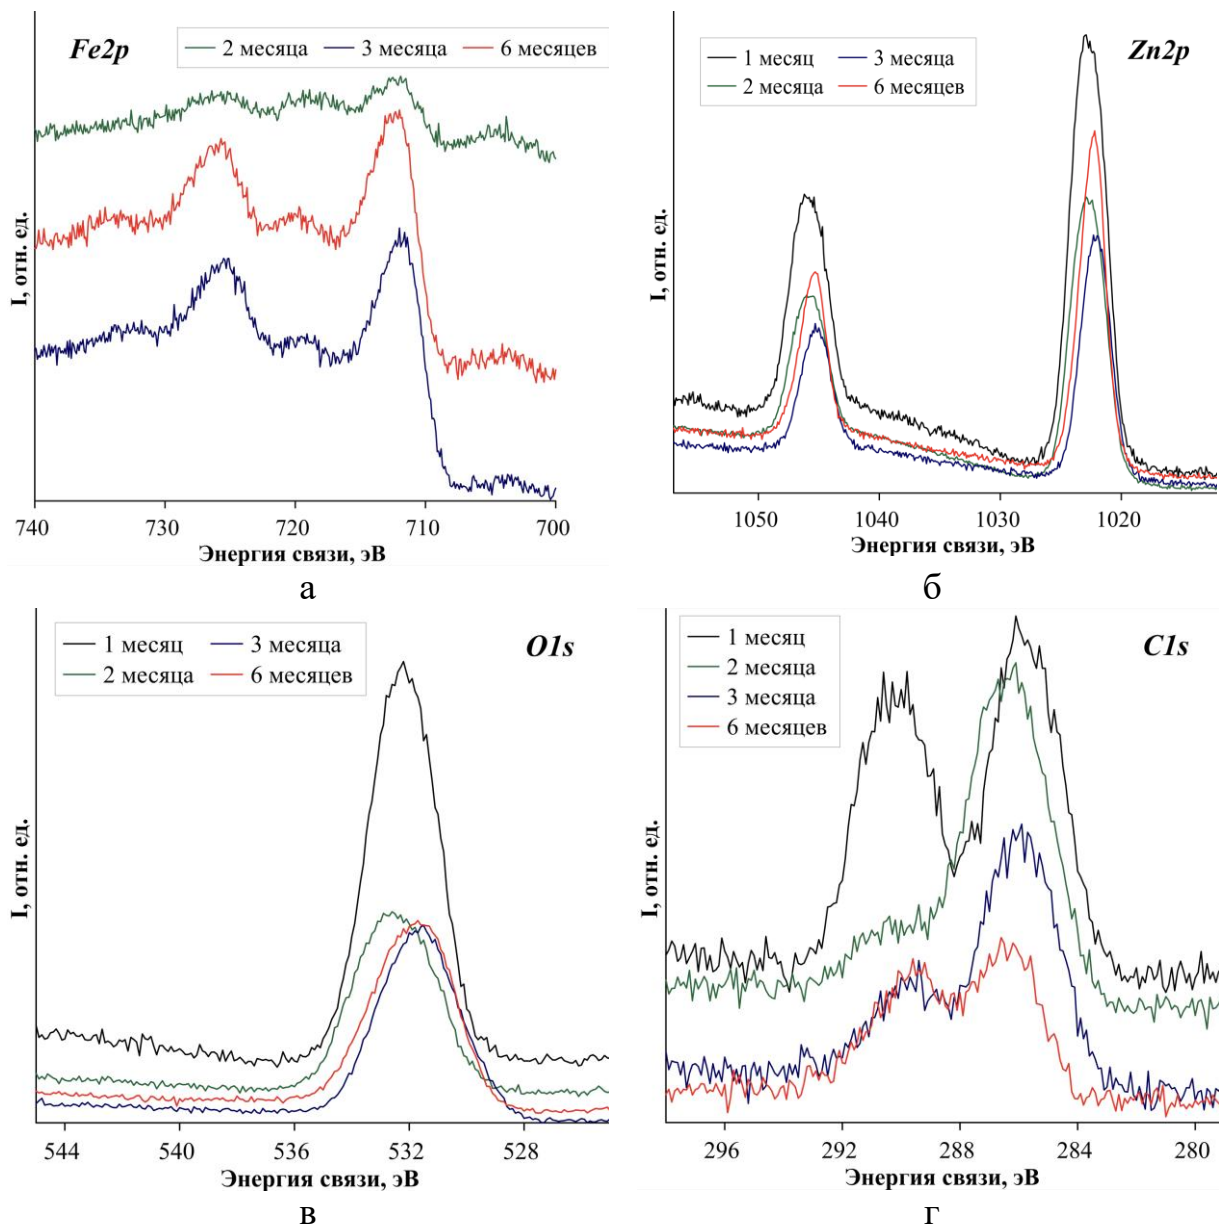 Fe2p
2 месяца 3 месяца 6 месяцев
I, отн. ед.
740 730 720 710 700
Энергия связи, эВ
а
1 месяц 3 месяца
2 месяца 6 месяцев
Zn2p
I, отн. ед.
1050 1040 1030 1020
Энергия связи, эВ
б
1 месяц 3 месяца
2 месяца 6 месяцев
O1s
I, отн. ед.
544 540 536 532 528
Энергия связи, эВ
в
1 месяц
2 месяца
3 месяца
6 месяцев
C1s
I, отн. ед.
296 292 288 284 280
Энергия связи, эВ
г